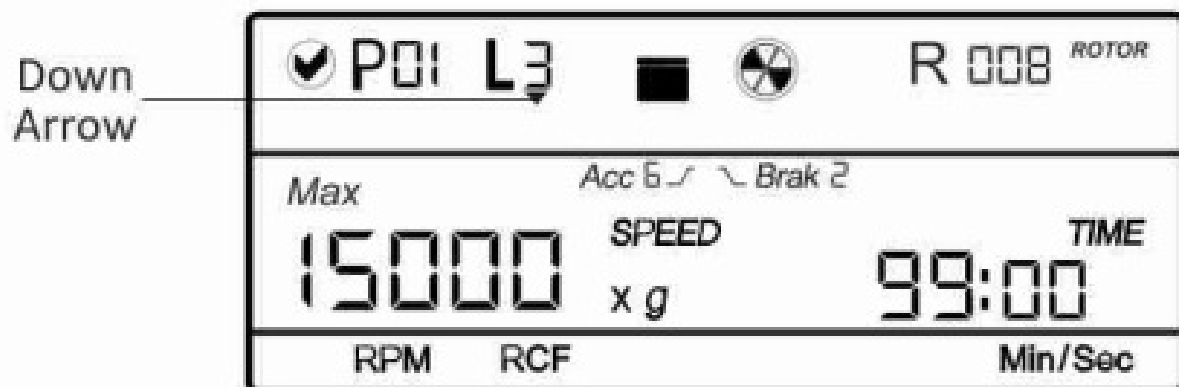 Down
Arrow
P01 L3 R 008 ROTOR
Acc 6 Brak 2
Max
SPEED TIME
15000 x g 99:00
RPM RCF Min/Sec